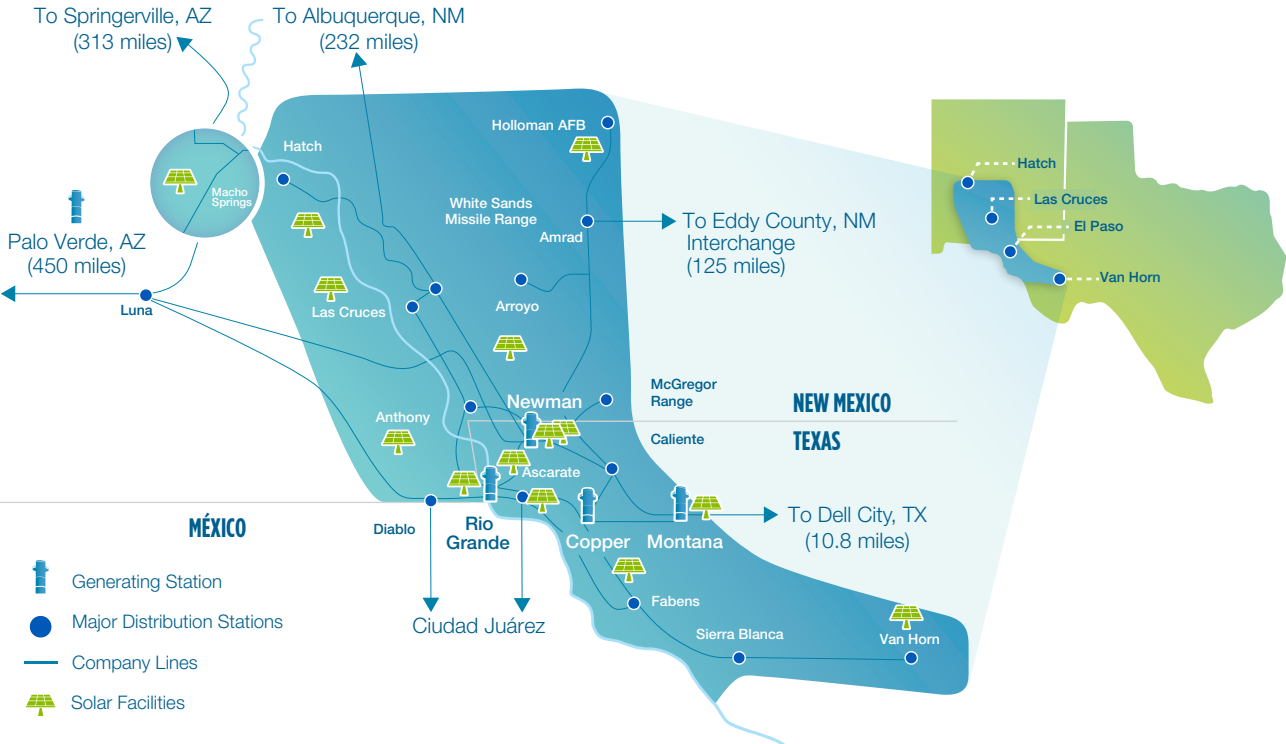 To Springerville, AZ
(313 miles)
To Albuquerque, NM
(232 miles)
Holloman AFB
Hatch
Macho
Springs
White Sands
Missile Range
Amrad
To Eddy County, NM
Interchange
(125 miles)
Palo Verde, AZ
(450 miles)
Luna
Las Cruces
Arroyo
Hatch
Las Cruces
El Paso
Van Horn
McGregor
Range
NEW MEXICO
TEXAS
Newman
Anthony
Caliente
Ascarate
MÉXICO
Diablo
Rio
Grande
Copper
Montana
To Dell City, TX
(10.8 miles)
Ciudad Juárez
Fabens
Sierra Blanca
Van Horn
Generating Station
Major Distribution Stations
Company Lines
Solar Facilities